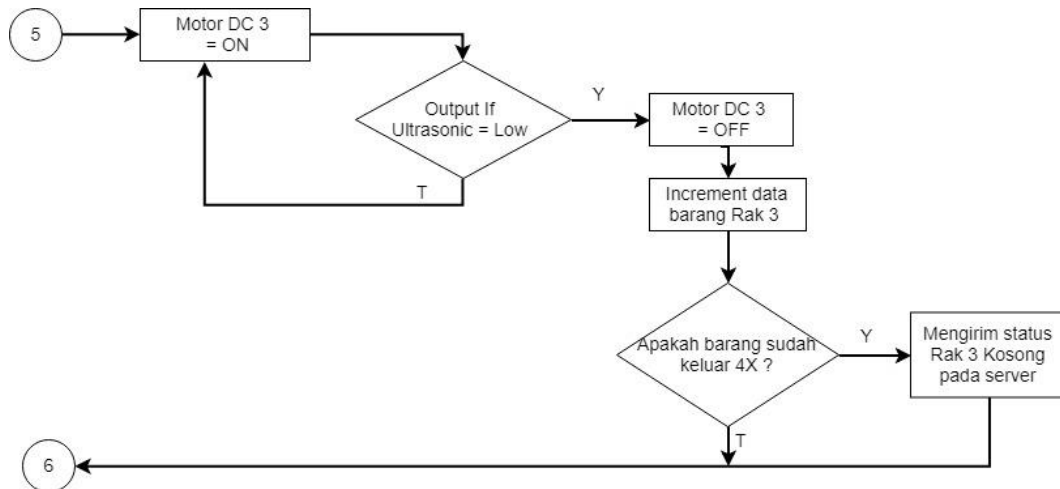 5
Motor DC 3
= ON
Output If
Ultrasonic = Low
Y
T
Motor DC 3
= OFF
Increment data
barang Rak 3
Apakah barang sudah
keluar 4X ?
Y
T
Mengirim status
Rak 3 Kosong
pada server
6